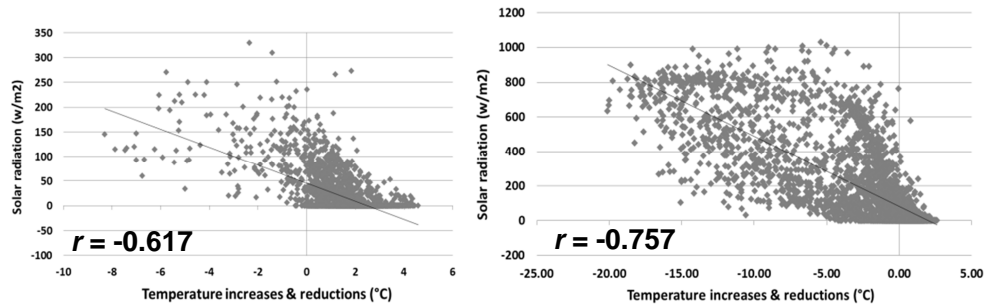 350
300
250
200
150
100
50
0
-50
-100
-10 -8 -6 -4 -2 0 2 4 6
Solar radiation (w/m2)
Temperature increases & reductions (°C)
r = -0.617
1200
1000
800
600
400
200
0
-200
-25.00 -20.00 -15.00 -10.00 -5.00 0.00 5.00
Solar radiation (w/m2)
Temperature increases & reductions (°C)
r = -0.757